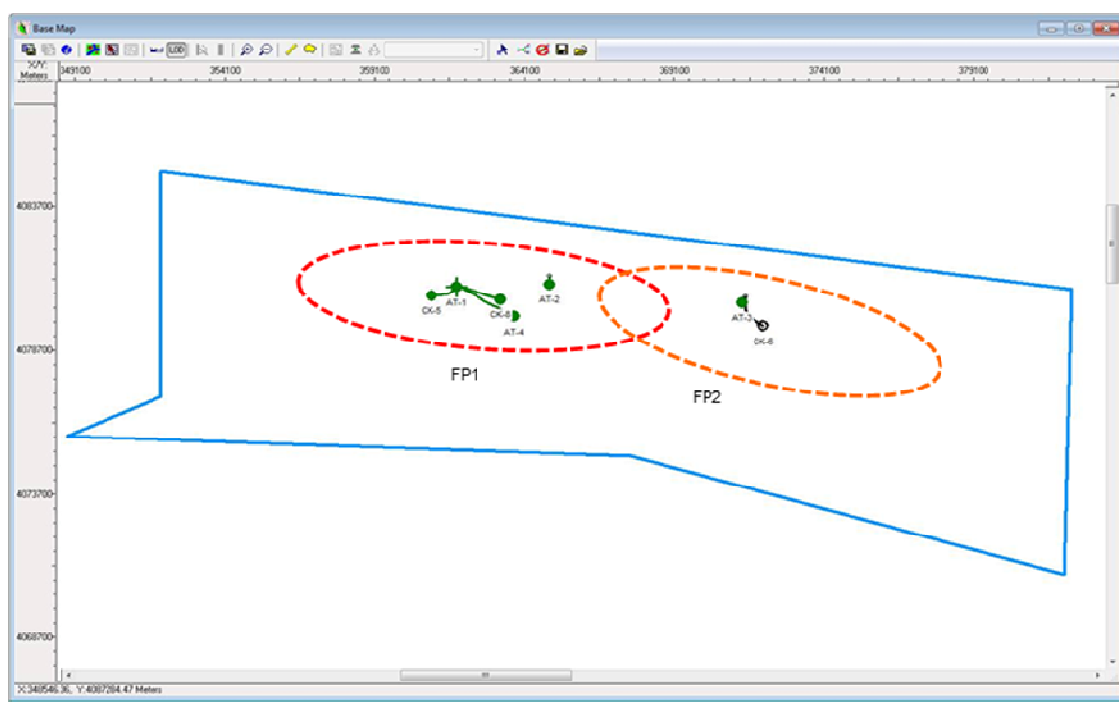 Base Map
X/Y:
Meters
349100
354100
359100
364100
369100
374100
379100
4083700
4078700
4073700
4068700
CK-5
AT-1
CK-8
AT-4
AT-2
AT-3
CK-6
FP1
FP2
X:348546.36, Y:4087284.47 Meters